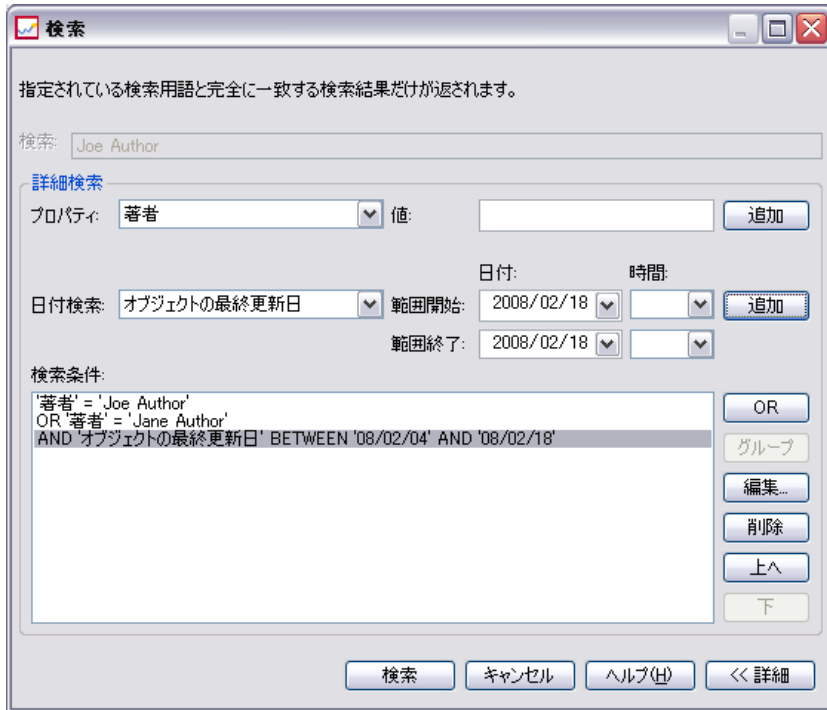 検索
指定されている検索用語と完全に一致する検索結果だけが返されます。
検索: Joe Author
詳細検索
プロパティ: 著者 値: 追加
日付: 時間:
日付検索: オブジェクトの最終更新日 範囲開始: 2008/02/18 追加
範囲終了: 2008/02/18
検索条件:
'著者' = 'Joe Author'
OR '著者' = 'Jane Author'
AND 'オブジェクトの最終更新日' BETWEEN '08/02/04' AND '08/02/18'
OR
グループ
編集...
削除
上へ
下
検索 キャンセル ヘルプ(H) << 詳細